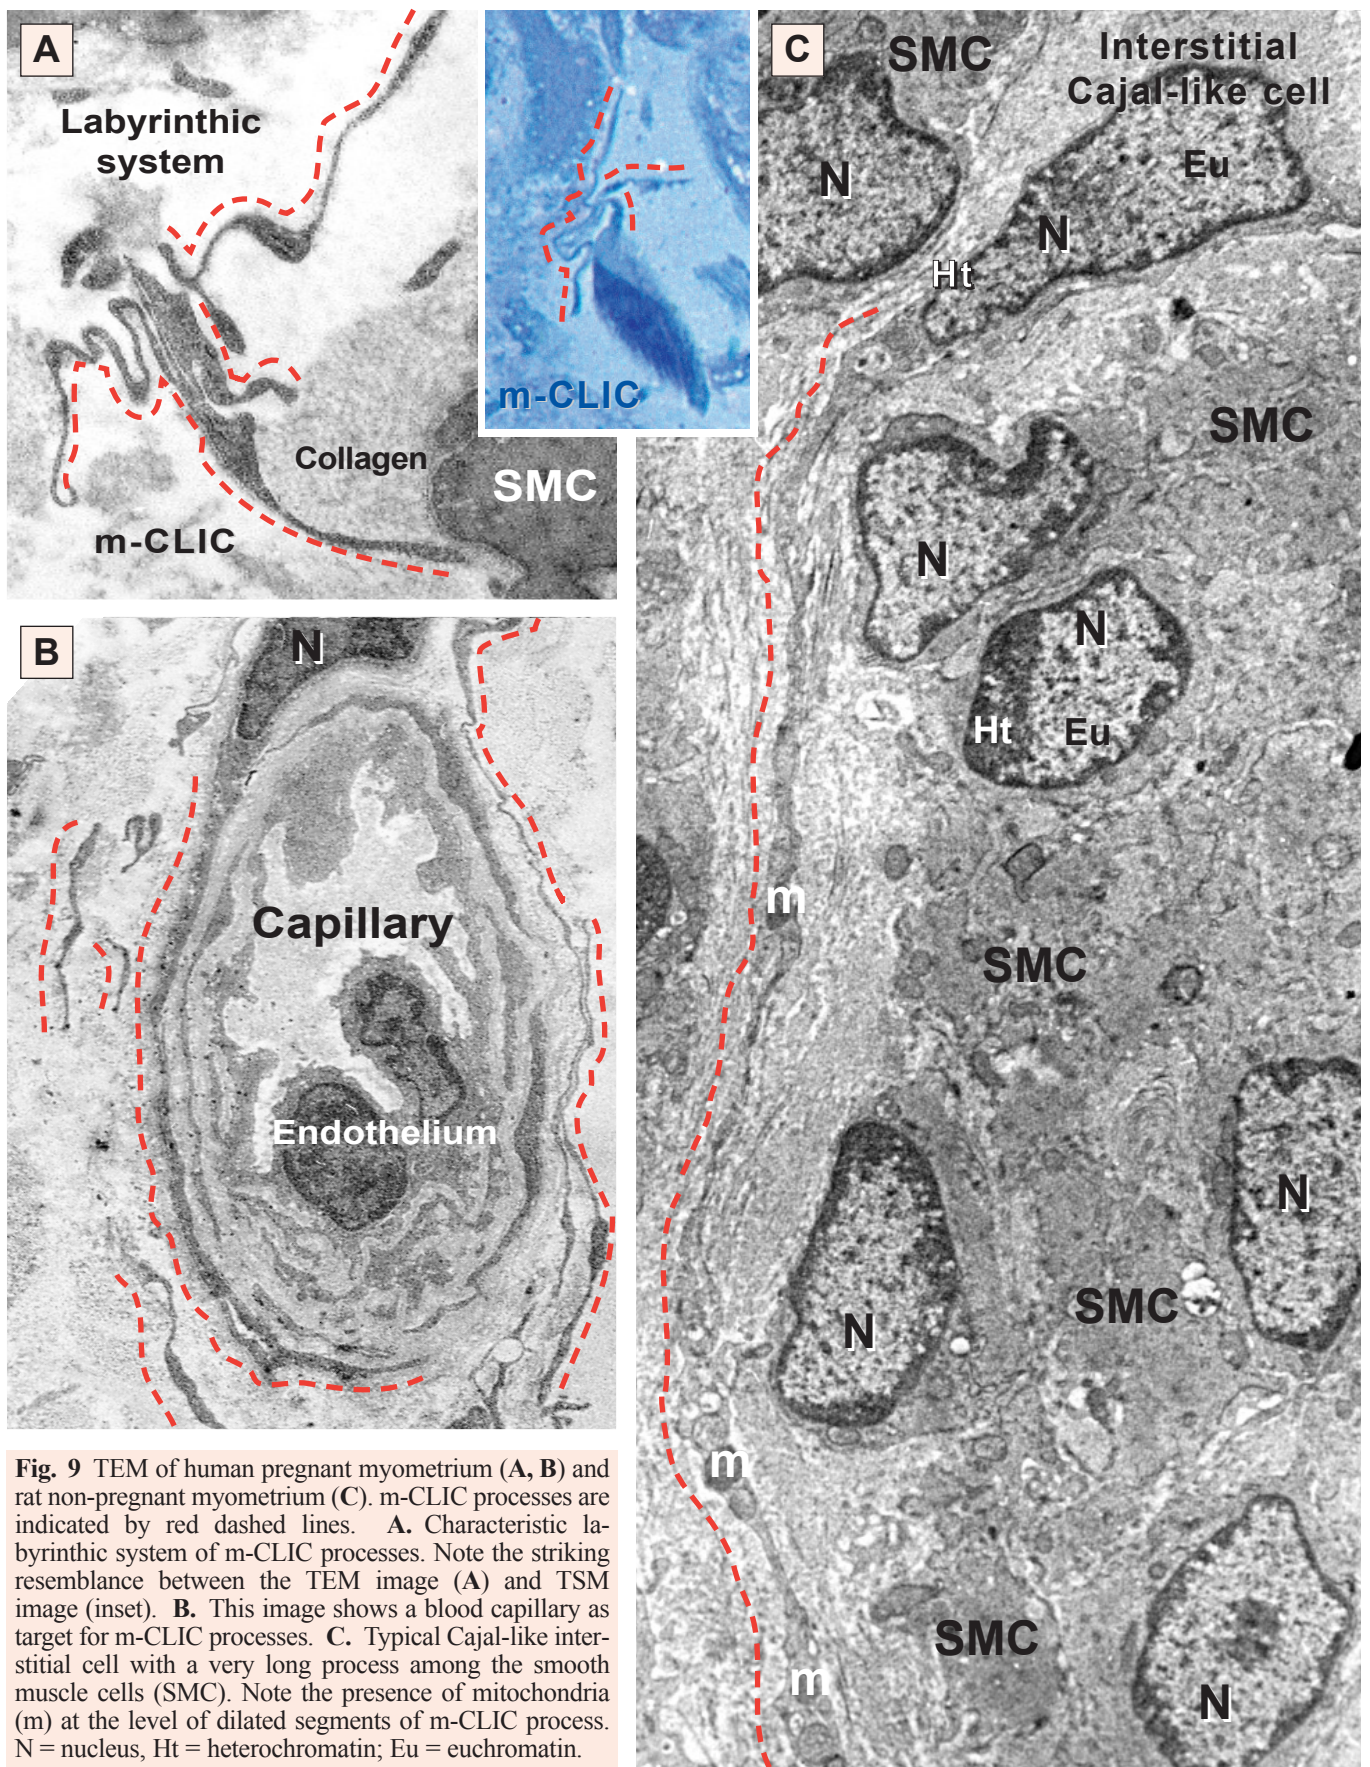 A
Labyrinthic
system
Collagen
SMC
m-CLIC
m-CLIC
B
N
Capillary
Endothelium
C
SMC
Interstitial
Cajal-like cell
N
Eu
N
Ht
SMC
N
N
Ht
Eu
m
SMC
N
N
SMC
m
SMC
m
N
Fig. 9 TEM of human pregnant myometrium (A, B) and
rat non-pregnant myometrium (C). m-CLIC processes are
indicated by red dashed lines. A. Characteristic la-
byrinthic system of m-CLIC processes. Note the striking
resemblance between the TEM image (A) and TSM
image (inset). B. This image shows a blood capillary as
target for m-CLIC processes. C. Typical Cajal-like inter-
stitial cell with a very long process among the smooth
muscle cells (SMC). Note the presence of mitochondria
(m) at the level of dilated segments of m-CLIC process.
N = nucleus, Ht = heterochromatin; Eu = euchromatin.